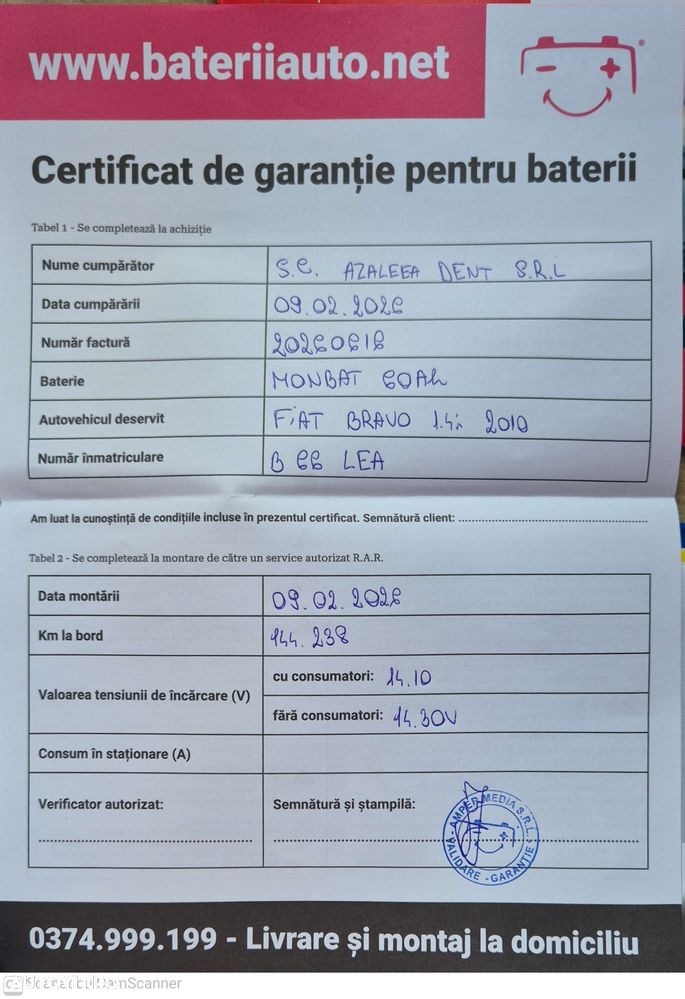 www.bateriiauto.net
Certificat de garanție pentru baterii
Tabel 1 - Se completează la achiziție
Nume cumpărător S.C. AZALEEA DENT S.R.L
Data cumpărării 09.02.2026
Număr factură 20260616
Baterie MONBAT 60Ah
Autovehicul deservit FiAT BRAVO 1.4i 2010
Număr înmatriculare B 66 LEA
Am luat la cunoștință de condițiile incluse în prezentul certificat. Semnătură client:
Tabel 2 - Se completează la montare de către un service autorizat R.A.R.
Data montării 09.02.2026
Km la bord 144.238
Valoarea tensiunii de încărcare (V) cu consumatori: 14.10
fără consumatori: 14.30V
Consum în staționare (A)
Verificator autorizat: Semnătură și ștampilă:
AMPER MEDIA S.R.L. VALIDARE - GARANȚIE
0374.999.199 - Livrare și montaj la domiciliu
CamScanner